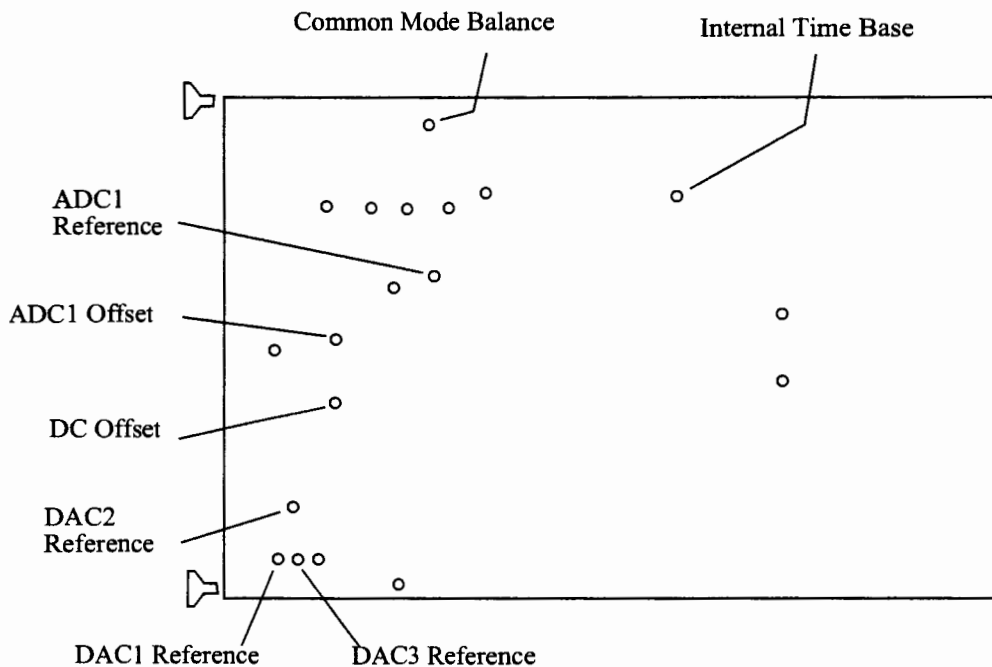 Common Mode Balance
Internal Time Base
ADC1
Reference
ADC1 Offset
DC Offset
DAC2
Reference
DAC1 Reference
DAC3 Reference